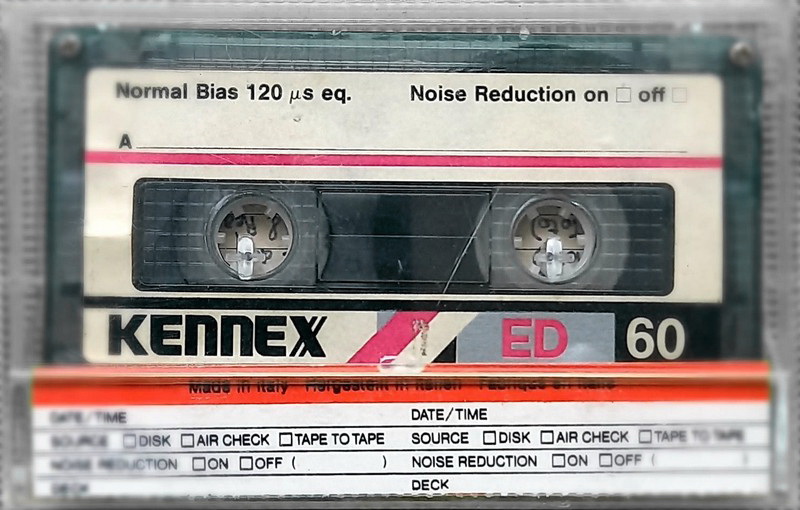 Normal Bias 120 µs eq. Noise Reduction on □ off □
A
KENNEX ED 60
Made in Italy Hergestellt in Italien Fabriqué en Italie
DATE/TIME DATE/TIME
SOURCE □DISK □AIR CHECK □TAPE TO TAPE SOURCE □DISK □AIR CHECK □TAPE TO TAPE
NOISE REDUCTION □ON □OFF ( ) NOISE REDUCTION □ON □OFF ( )
DECK DECK